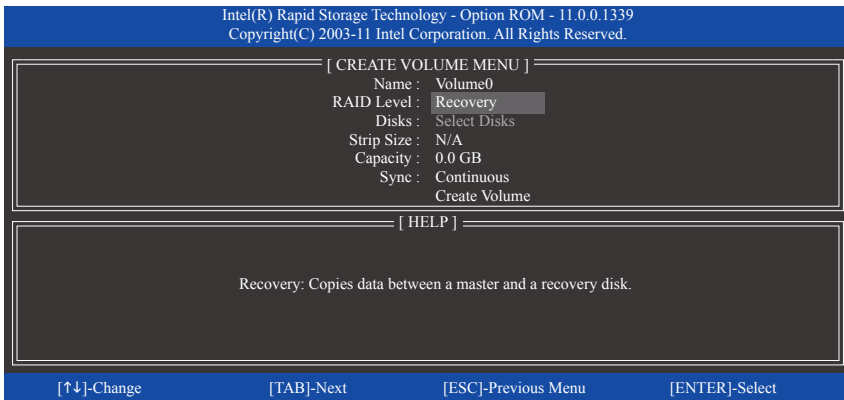 Intel(R) Rapid Storage Technology - Option ROM - 11.0.0.1339
Copyright(C) 2003-11 Intel Corporation. All Rights Reserved.
[ CREATE VOLUME MENU ]
Name : Volume0
RAID Level : Recovery
Disks : Select Disks
Strip Size : N/A
Capacity : 0.0 GB
Sync : Continuous
Create Volume
[ HELP ]
Recovery: Copies data between a master and a recovery disk.
[↑↓]-Change [TAB]-Next [ESC]-Previous Menu [ENTER]-Select